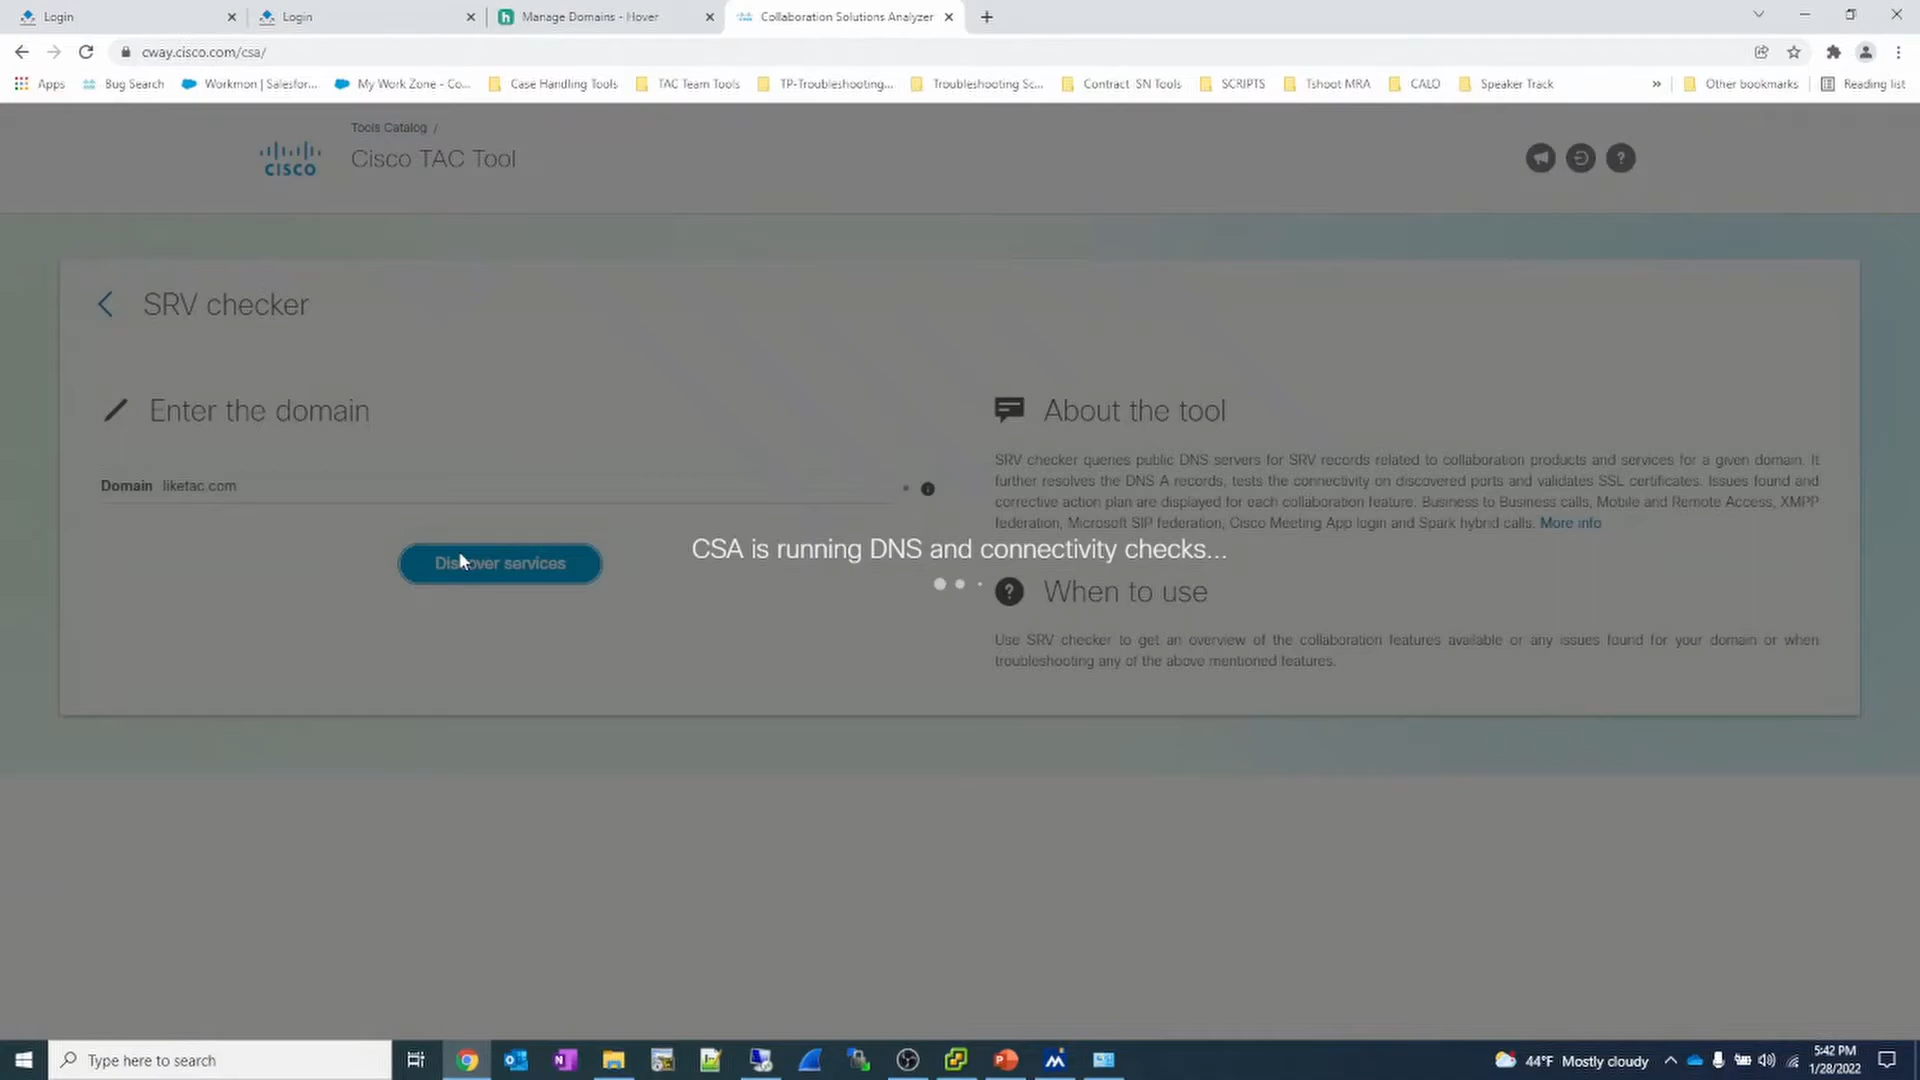 Login
Login
Manage Domains - Hover
Collaboration Solutions Analyzer
cway.cisco.com/csa/
Apps
Bug Search
Workmon | Salesfor...
My Work Zone - Co...
Case Handling Tools
TAC Team Tools
TP-Troubleshooting...
Troubleshooting Sc...
Contract SN Tools
SCRIPTS
Tshoot MRA
CALO
Speaker Track
»
Other bookmarks
Reading list
Tools Catalog /
Cisco TAC Tool
CISCO
SRV checker
Enter the domain
Domain liketac.com
Discover services
About the tool
SRV checker queries public DNS servers for SRV records related to collaboration products and services for a given domain. It
further resolves the DNS A records, tests the connectivity on discovered ports and validates SSL certificates. Issues found and
corrective action plan are displayed for each collaboration feature: Business to Business calls, Mobile and Remote Access, XMPP
federation, Microsoft SIP federation, Cisco Meeting App login and Spark hybrid calls. More info
CSA is running DNS and connectivity checks...
When to use
Use SRV checker to get an overview of the collaboration features available or any issues found for your domain or when
troubleshooting any of the above mentioned features.
Type here to search
44°F Mostly cloudy
5:42 PM
1/28/2022